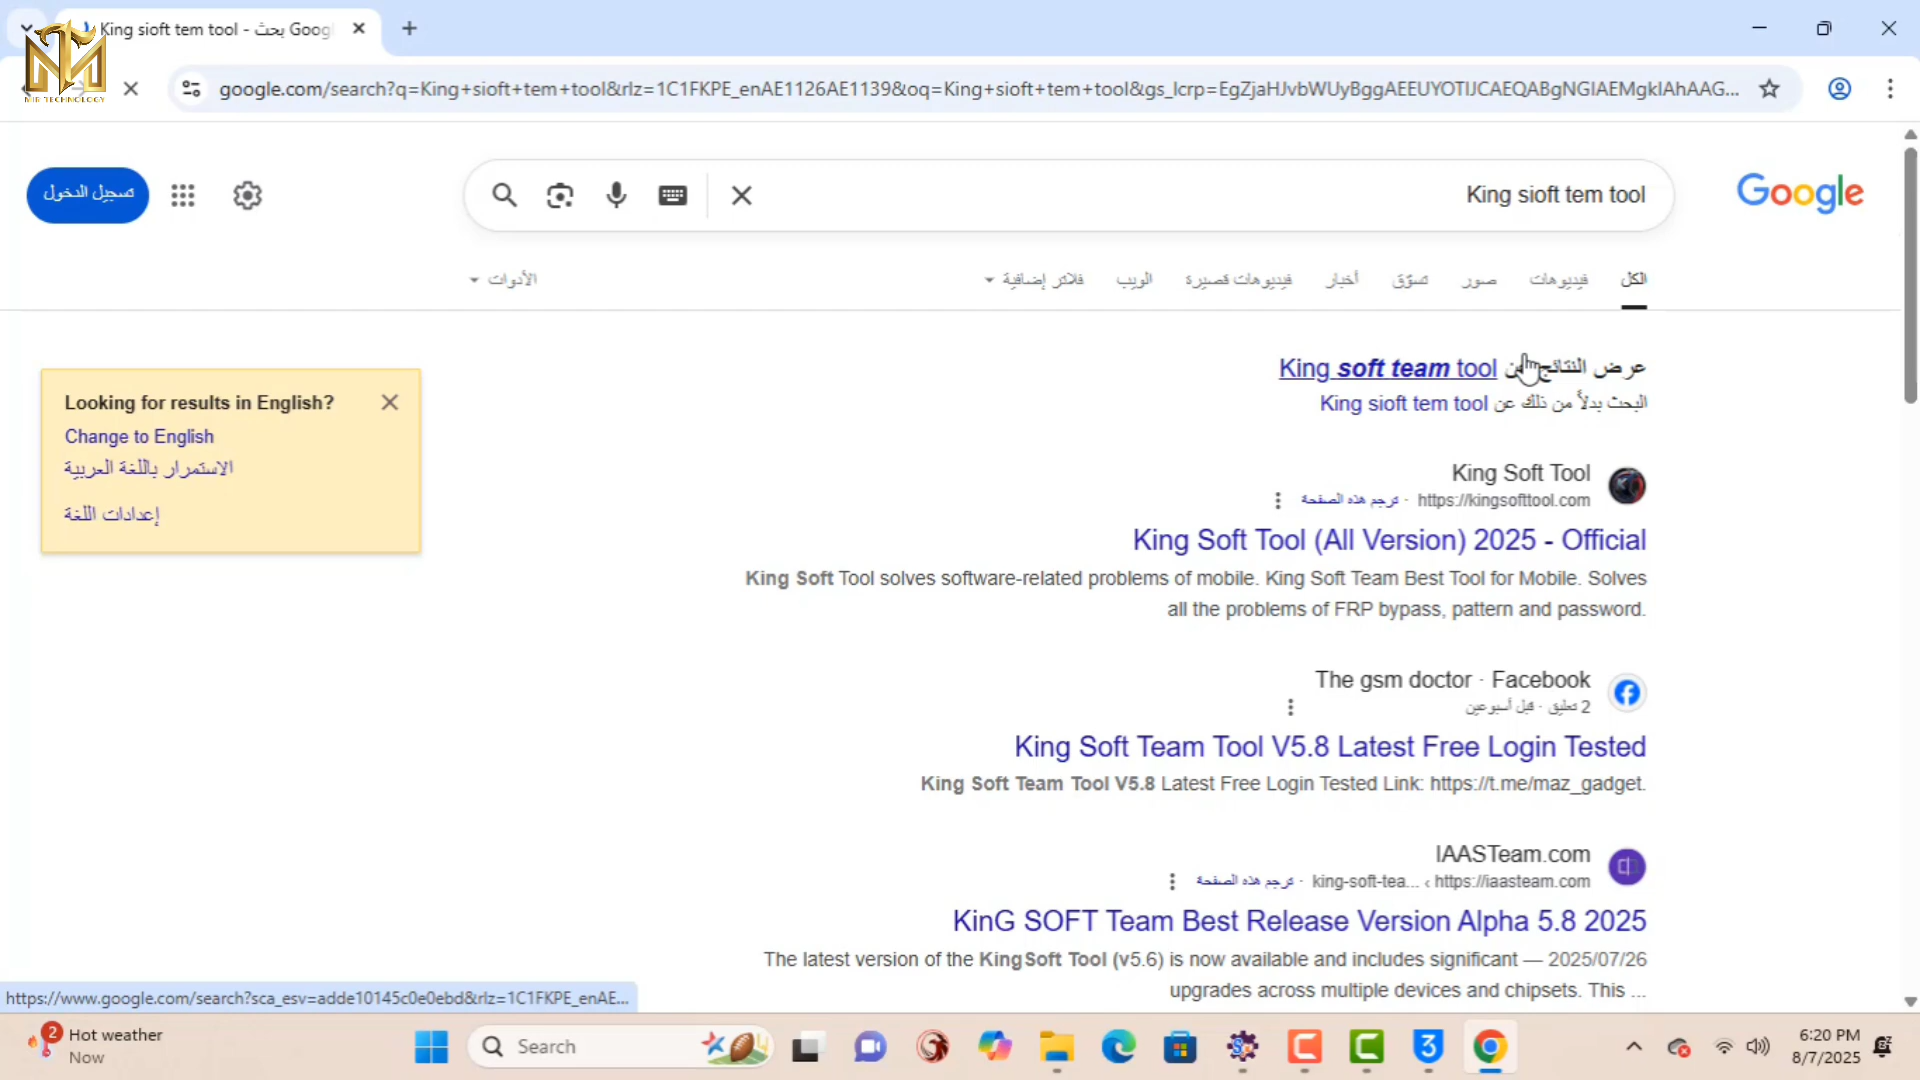 King sioft tem tool - بحث Goog
MIR TECHNOLOGY
google.com/search?q=King+sioft+tem+tool&rlz=1C1FKPE_enAE1126AE1139&oq=King+sioft+tem+tool&gs_lcrp=EgZjaHJvbWUyBggAEEUYOTIJCAEQABgNGIAEMgkIAhAAG...
تسجيل الدخول
King sioft tem tool
Google
الكل
فيديوهات
صور
تسوّق
أخبار
فيديوهات قصيرة
الويب
فلاتر إضافية
الأدوات
عرض النتائج عن King soft team tool
البحث بدلاً من ذلك عن King sioft tem tool
Looking for results in English?
Change to English
الاستمرار باللغة العربية
إعدادات اللغة
King Soft Tool
https://kingsofttool.com · ترجم هذه الصفحة
King Soft Tool (All Version) 2025 - Official
King Soft Tool solves software-related problems of mobile. King Soft Team Best Tool for Mobile. Solves
all the problems of FRP bypass, pattern and password.
The gsm doctor · Facebook
2 تعليق · قبل أسبوعين
King Soft Team Tool V5.8 Latest Free Login Tested
King Soft Team Tool V5.8 Latest Free Login Tested Link: https://t.me/maz_gadget.
IAASTeam.com
https://iaasteam.com › king-soft-tea... · ترجم هذه الصفحة
KinG SOFT Team Best Release Version Alpha 5.8 2025
The latest version of the KingSoft Tool (v5.6) is now available and includes significant — 2025/07/26
upgrades across multiple devices and chipsets. This ...
https://www.google.com/search?sca_esv=adde10145c0e0ebd&rlz=1C1FKPE_enAE...
2
Hot weather
Now
Search
3
6:20 PM
8/7/2025